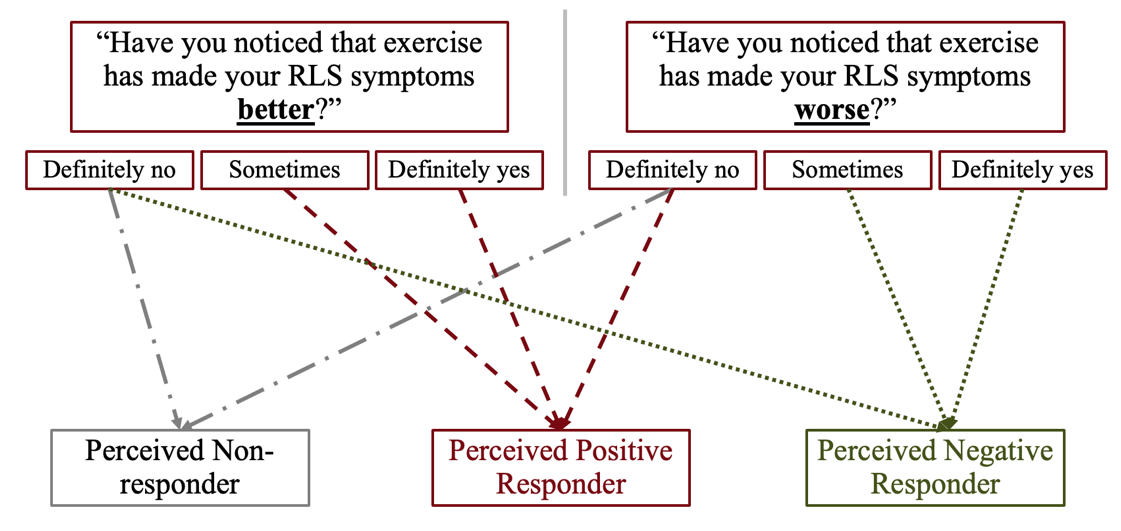 “Have you noticed that exercise
has made your RLS symptoms
better?”
“Have you noticed that exercise
has made your RLS symptoms
worse?”
Definitely no
Sometimes
Definitely yes
Definitely no
Sometimes
Definitely yes
Perceived Non-
responder
Perceived Positive
Responder
Perceived Negative
Responder